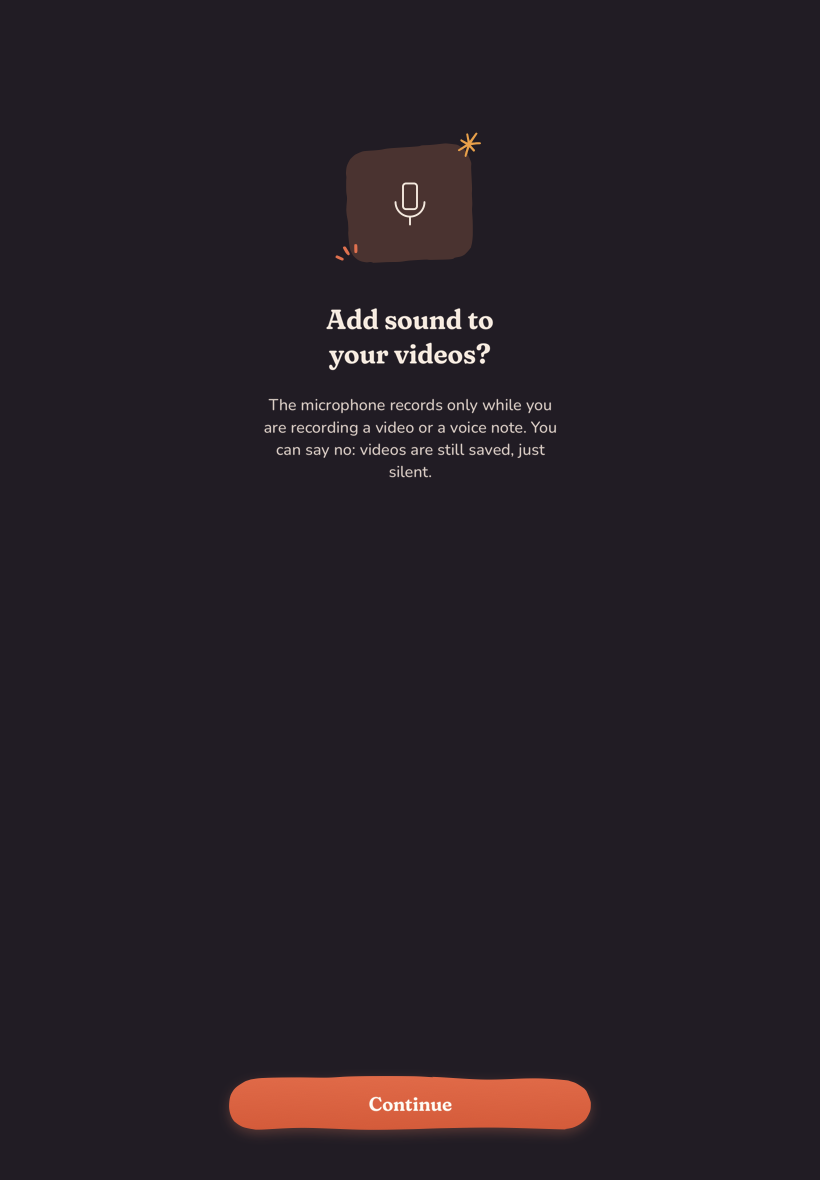 Add sound to
your videos?
The microphone records only while you
are recording a video or a voice note. You
can say no: videos are still saved, just
silent.
Continue